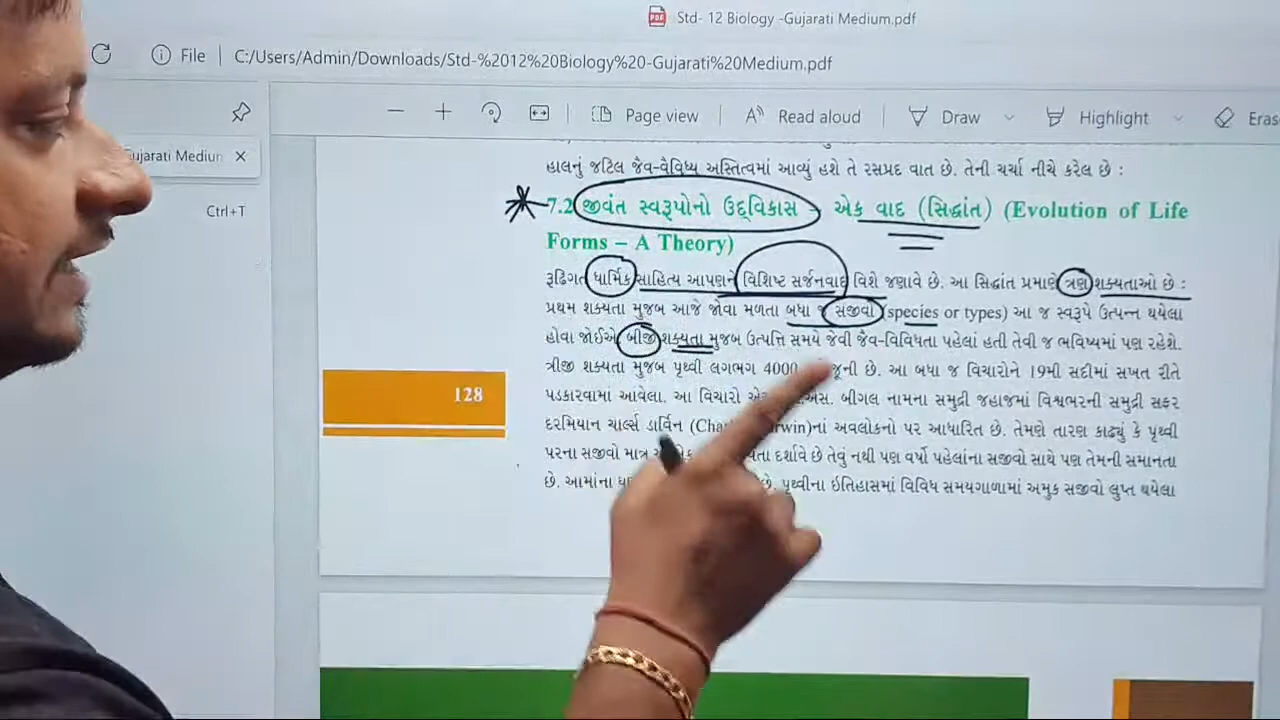 Std- 12 Biology -Gujarati Medium.pdf
File C:/Users/Admin/Downloads/Std-%2012%20Biology%20-Gujarati%20Medium.pdf
Page view Read aloud Draw Highlight
ujarati Mediun
Ctrl+T
હાલનું જટિલ જૈવ-વૈવિધ્ય અસ્તિત્વમાં આવ્યું હશે તે રસપ્રદ વાત છે. તેની ચર્ચા નીચે કરેલ છે :
7.2 જીવંત સ્વરૂપોનો ઉદ્‌વિકાસ - એક વાદ (સિદ્ધાંત) (Evolution of Life
Forms – A Theory)
રૂઢિગત ધાર્મિક સાહિત્ય આપણને વિશિષ્ટ સર્જનવાદ વિશે જણાવે છે. આ સિદ્ધાંત પ્રમાણે ત્રણ શક્યતાઓ છે :
પ્રથમ શક્યતા મુજબ આજે જોવા મળતા બધા જ સજીવો (species or types) આ જ સ્વરૂપે ઉત્પન્ન થયેલા
હોવા જોઈએ બીજી શક્યતા મુજબ ઉત્પત્તિ સમયે જેવી જૈવ-વિવિધતા પહેલાં હતી તેવી જ ભવિષ્યમાં પણ રહેશે.
ત્રીજી શક્યતા મુજબ પૃથ્વી લગભગ 4000 જૂની છે. આ બધા જ વિચારોને 19મી સદીમાં સખત રીતે
128
પડકારવામાં આવેલા. આ વિચારો બીગલ નામના સમુદ્રી જહાજમાં વિશ્વભરની સમુદ્રી સફર
દરમિયાન ચાર્લ્સ ડાર્વિન નાં અવલોકનો પર આધારિત છે. તેમણે તારણ કાઢ્યું કે પૃથ્વી
પરના સજીવો માત્ર દર્શાવે છે તેવું નથી પણ વર્ષો પહેલાંના સજીવો સાથે પણ તેમની સમાનતા
છે. આમાંના છે. પૃથ્વીના ઈતિહાસમાં વિવિધ સમયગાળામાં અમુક સજીવો લુપ્ત થયેલા